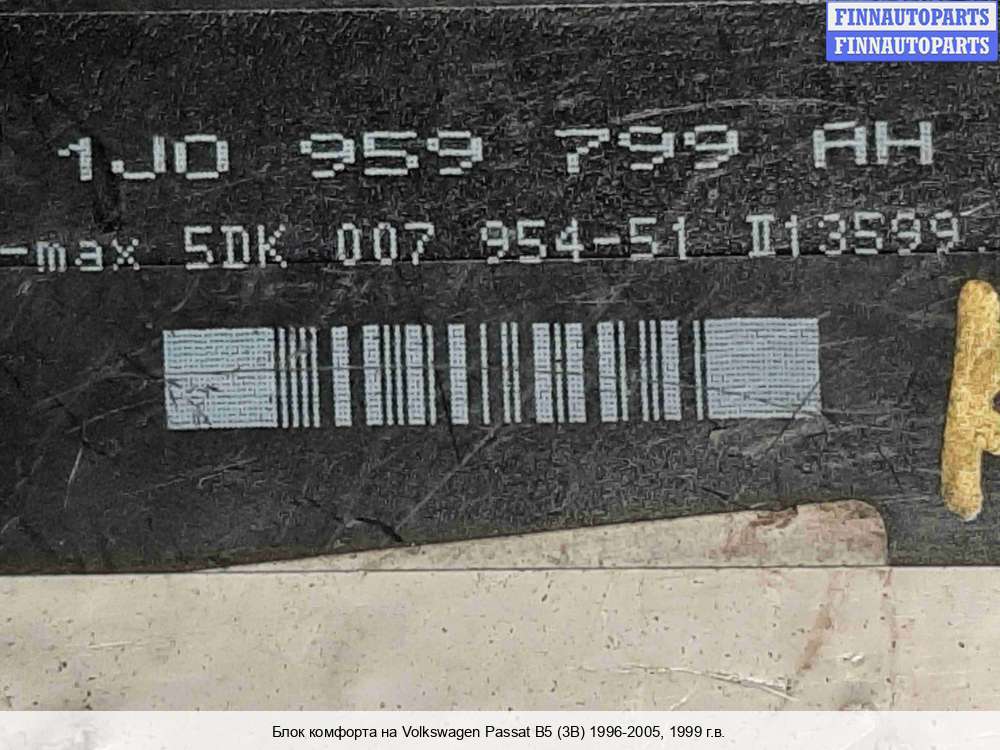 FINNAUTOPARTS
FINNAUTOPARTS
1J0 959 799 AH
-max 5DK 007 954-51 D13599
Блок комфорта на Volkswagen Passat B5 (3B) 1996-2005, 1999 г.в.